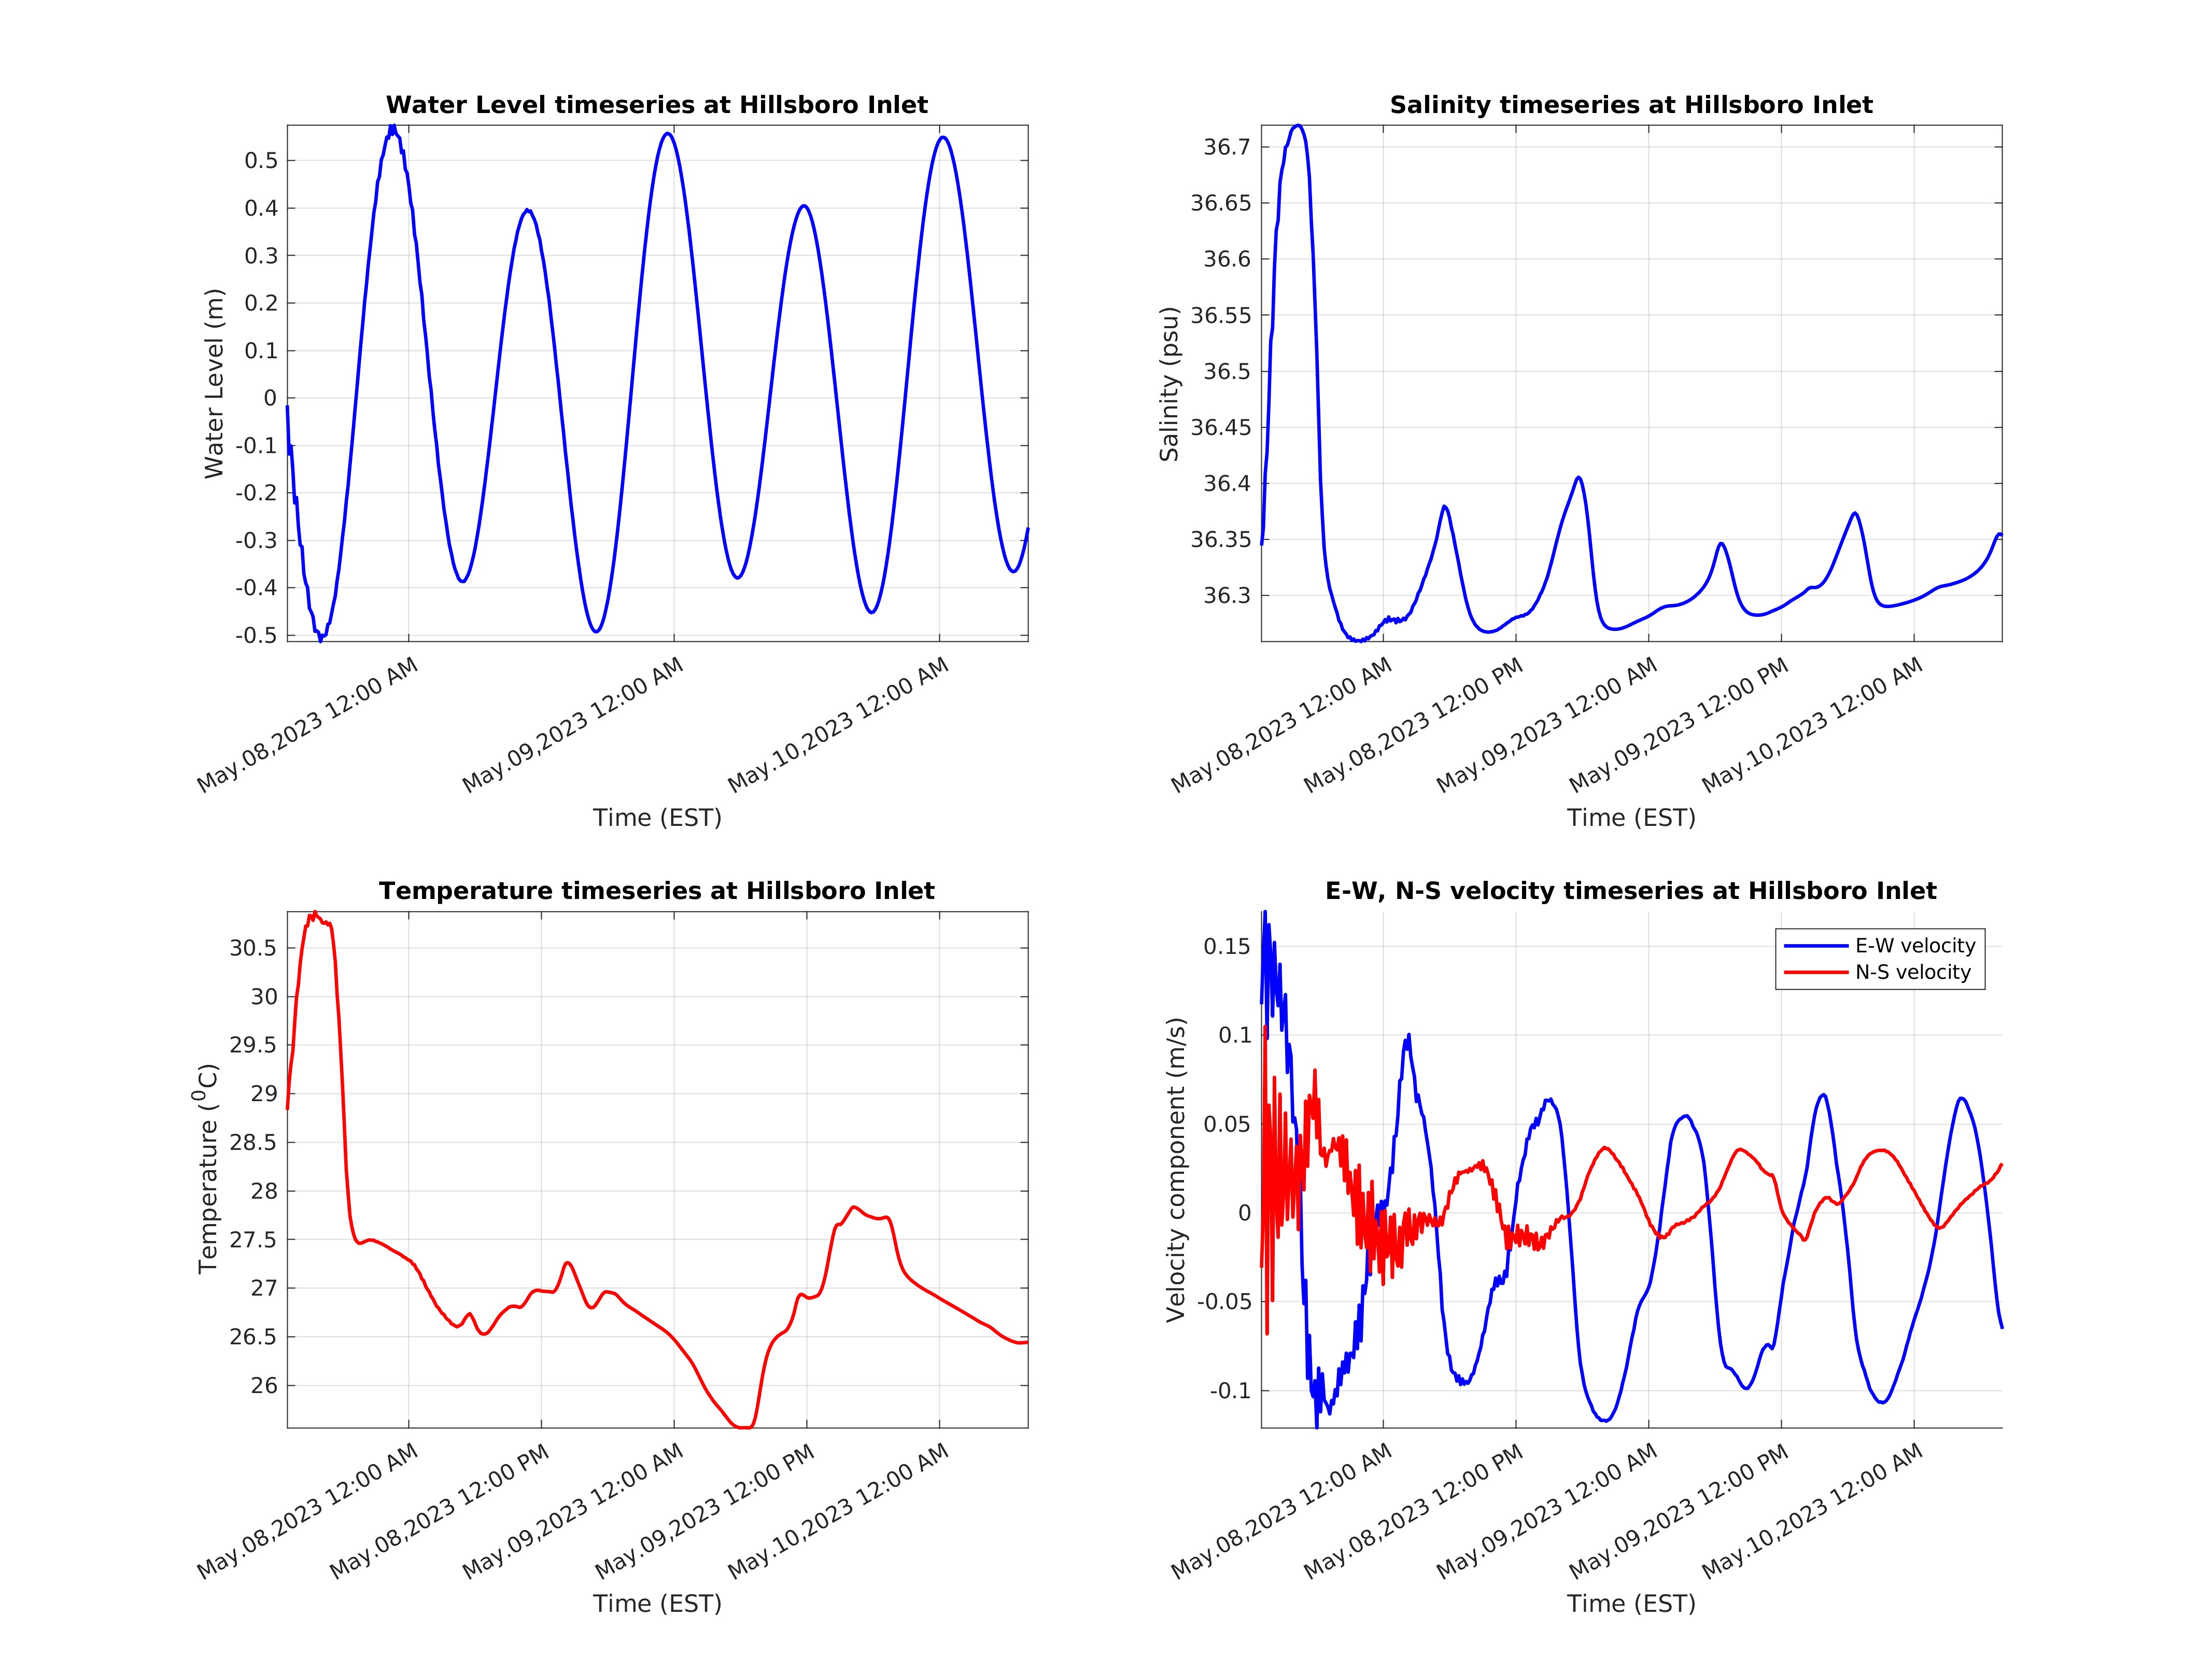 Water Level timeseries at Hillsboro Inlet
0.5
0.4
0.3
0.2
0.1
0
-0.1
-0.2
-0.3
-0.4
-0.5
Water Level (m)
May.08,2023 12:00 AM
May.09,2023 12:00 AM
May.10,2023 12:00 AM
Time (EST)
Salinity timeseries at Hillsboro Inlet
36.7
36.65
36.6
36.55
36.5
36.45
36.4
36.35
36.3
Salinity (psu)
May.08,2023 12:00 AM
May.08,2023 12:00 PM
May.09,2023 12:00 AM
May.09,2023 12:00 PM
May.10,2023 12:00 AM
Time (EST)
Temperature timeseries at Hillsboro Inlet
30.5
30
29.5
29
28.5
28
27.5
27
26.5
26
Temperature (⁰C)
May.08,2023 12:00 AM
May.08,2023 12:00 PM
May.09,2023 12:00 AM
May.09,2023 12:00 PM
May.10,2023 12:00 AM
Time (EST)
E-W, N-S velocity timeseries at Hillsboro Inlet
E-W velocity
N-S velocity
0.15
0.1
0.05
0
-0.05
-0.1
Velocity component (m/s)
May.08,2023 12:00 AM
May.08,2023 12:00 PM
May.09,2023 12:00 AM
May.09,2023 12:00 PM
May.10,2023 12:00 AM
Time (EST)